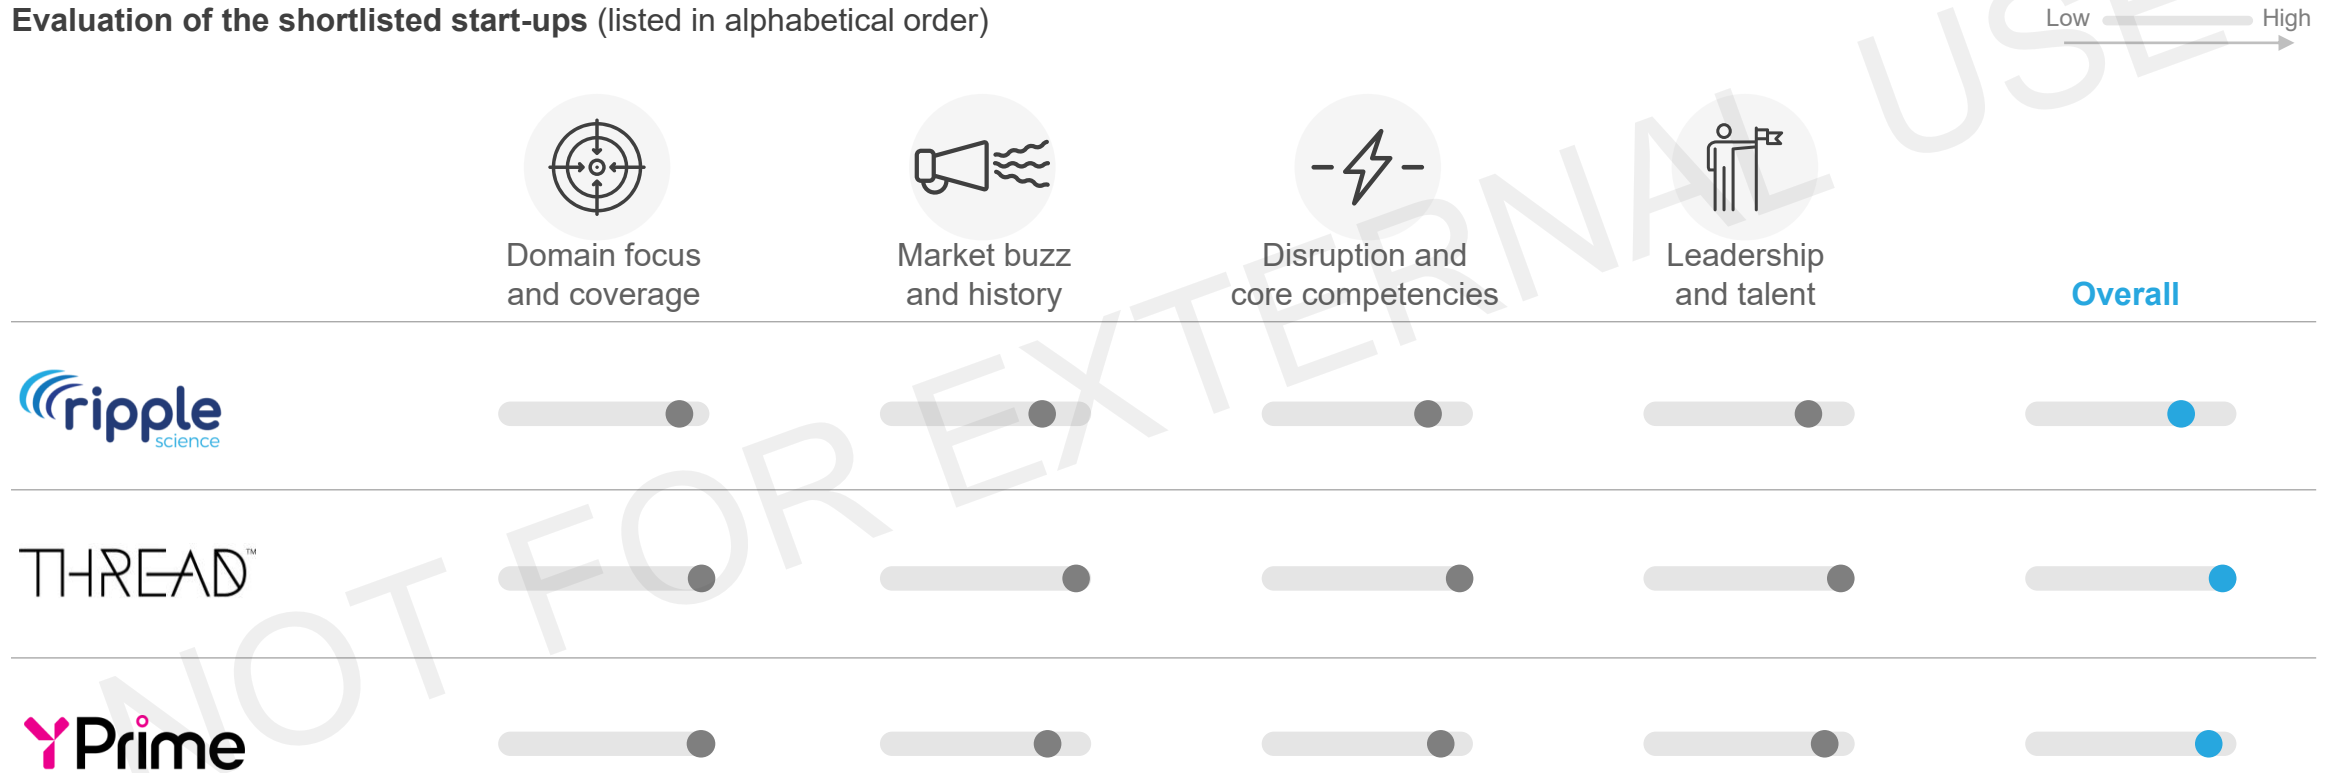 Evaluation of the shortlisted start-ups (listed in alphabetical order)
Low High
Domain focus
and coverage
Market buzz
and history
Disruption and
core competencies
Leadership
and talent
Overall
ripple
science
THREAD™
YPrime
NOT FOR EXTERNAL USE